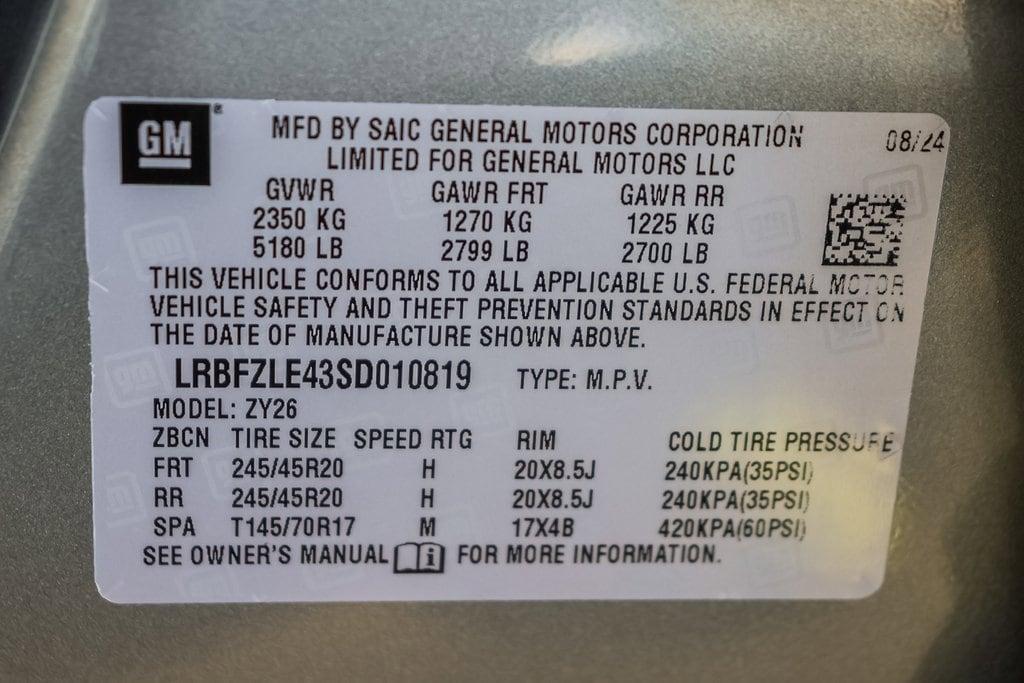 GM
MFD BY SAIC GENERAL MOTORS CORPORATION 08/24
LIMITED FOR GENERAL MOTORS LLC
GVWR GAWR FRT GAWR RR
2350 KG 1270 KG 1225 KG
5180 LB 2799 LB 2700 LB
THIS VEHICLE CONFORMS TO ALL APPLICABLE U.S. FEDERAL MOTOR
VEHICLE SAFETY AND THEFT PREVENTION STANDARDS IN EFFECT ON
THE DATE OF MANUFACTURE SHOWN ABOVE.
LRBFZLE43SD010819 TYPE: M.P.V.
MODEL: ZY26
ZBCN TIRE SIZE SPEED RTG RIM COLD TIRE PRESSURE
FRT 245/45R20 H 20X8.5J 240KPA(35PSI)
RR 245/45R20 H 20X8.5J 240KPA(35PSI)
SPA T145/70R17 M 17X4B 420KPA(60PSI)
SEE OWNER'S MANUAL FOR MORE INFORMATION.